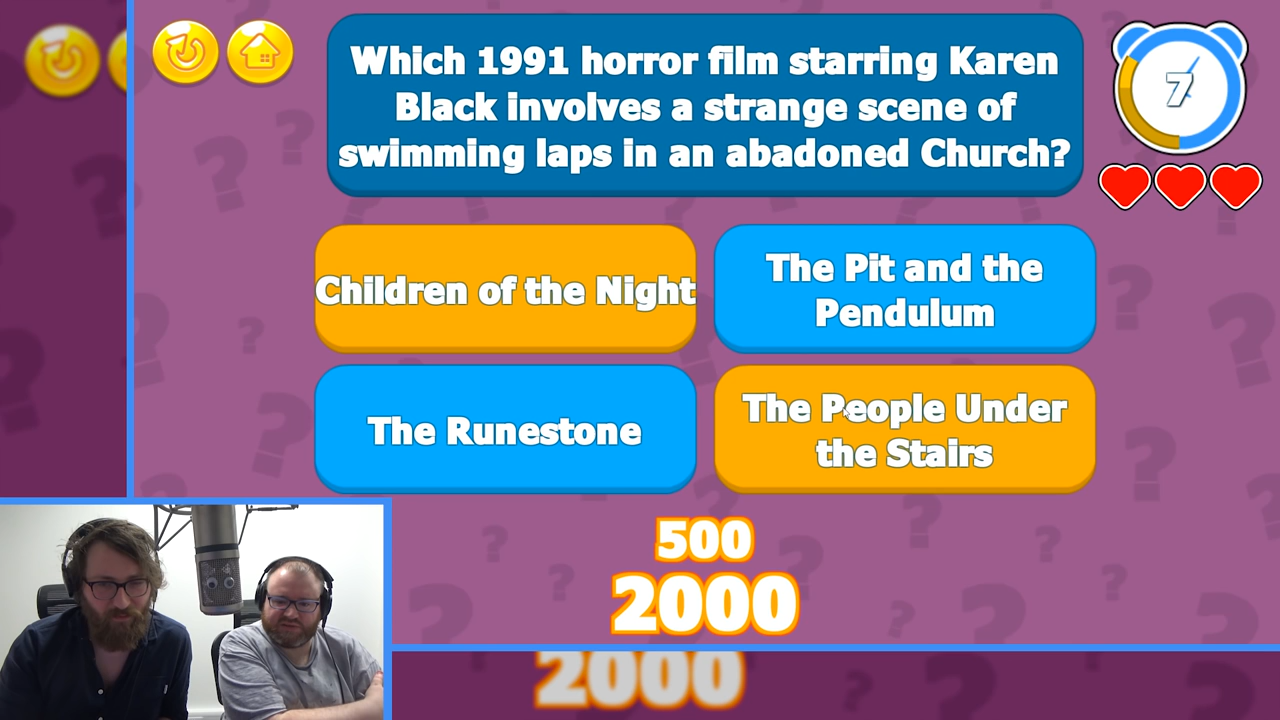 Which 1991 horror film starring Karen
Black involves a strange scene of
swimming laps in an abadoned Church?
7
Children of the Night
The Pit and the
Pendulum
The Runestone
The People Under
the Stairs
500
2000
2000